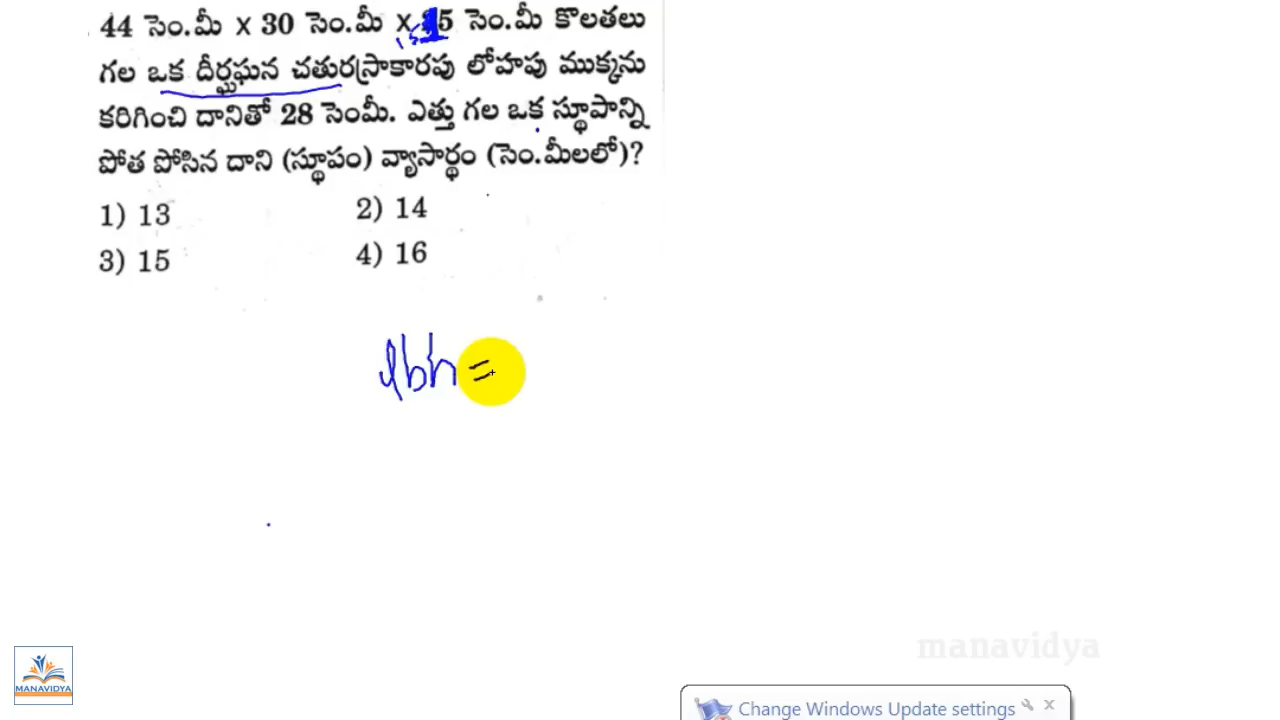 44 సెం.మీ x 30 సెం.మీ x 15 సెం.మీ కొలతలు
గల ఒక దీర్ఘఘన చతురస్రాకారపు లోహపు ముక్కను
కరిగించి దానితో 28 సెంమీ. ఎత్తు గల ఒక స్థూపాన్ని
పోత పోసిన దాని (స్థూపం) వ్యాసార్థం (సెం.మీలలో)?
1) 13 2) 14
3) 15 4) 16
lbh =
manavidya
MANAVIDYA
Change Windows Update settings